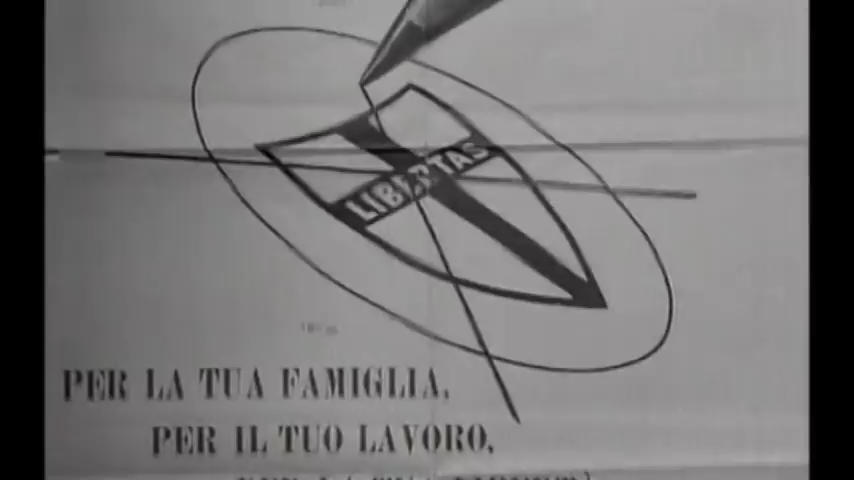 LIBERTAS
PER LA TUA FAMIGLIA,
PER IL TUO LAVORO,